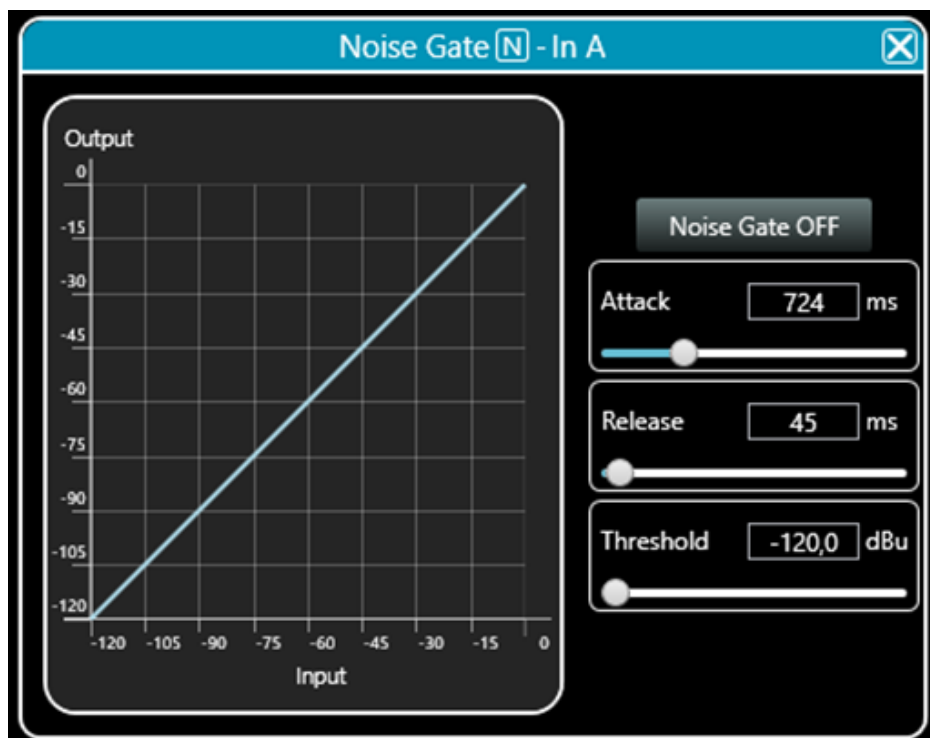 Noise Gate N - In A
Output
0
-15
-30
-45
-60
-75
-90
-105
-120
-120 -105 -90 -75 -60 -45 -30 -15 0
Input
Noise Gate OFF
Attack 724 ms
Release 45 ms
Threshold -120,0 dBu